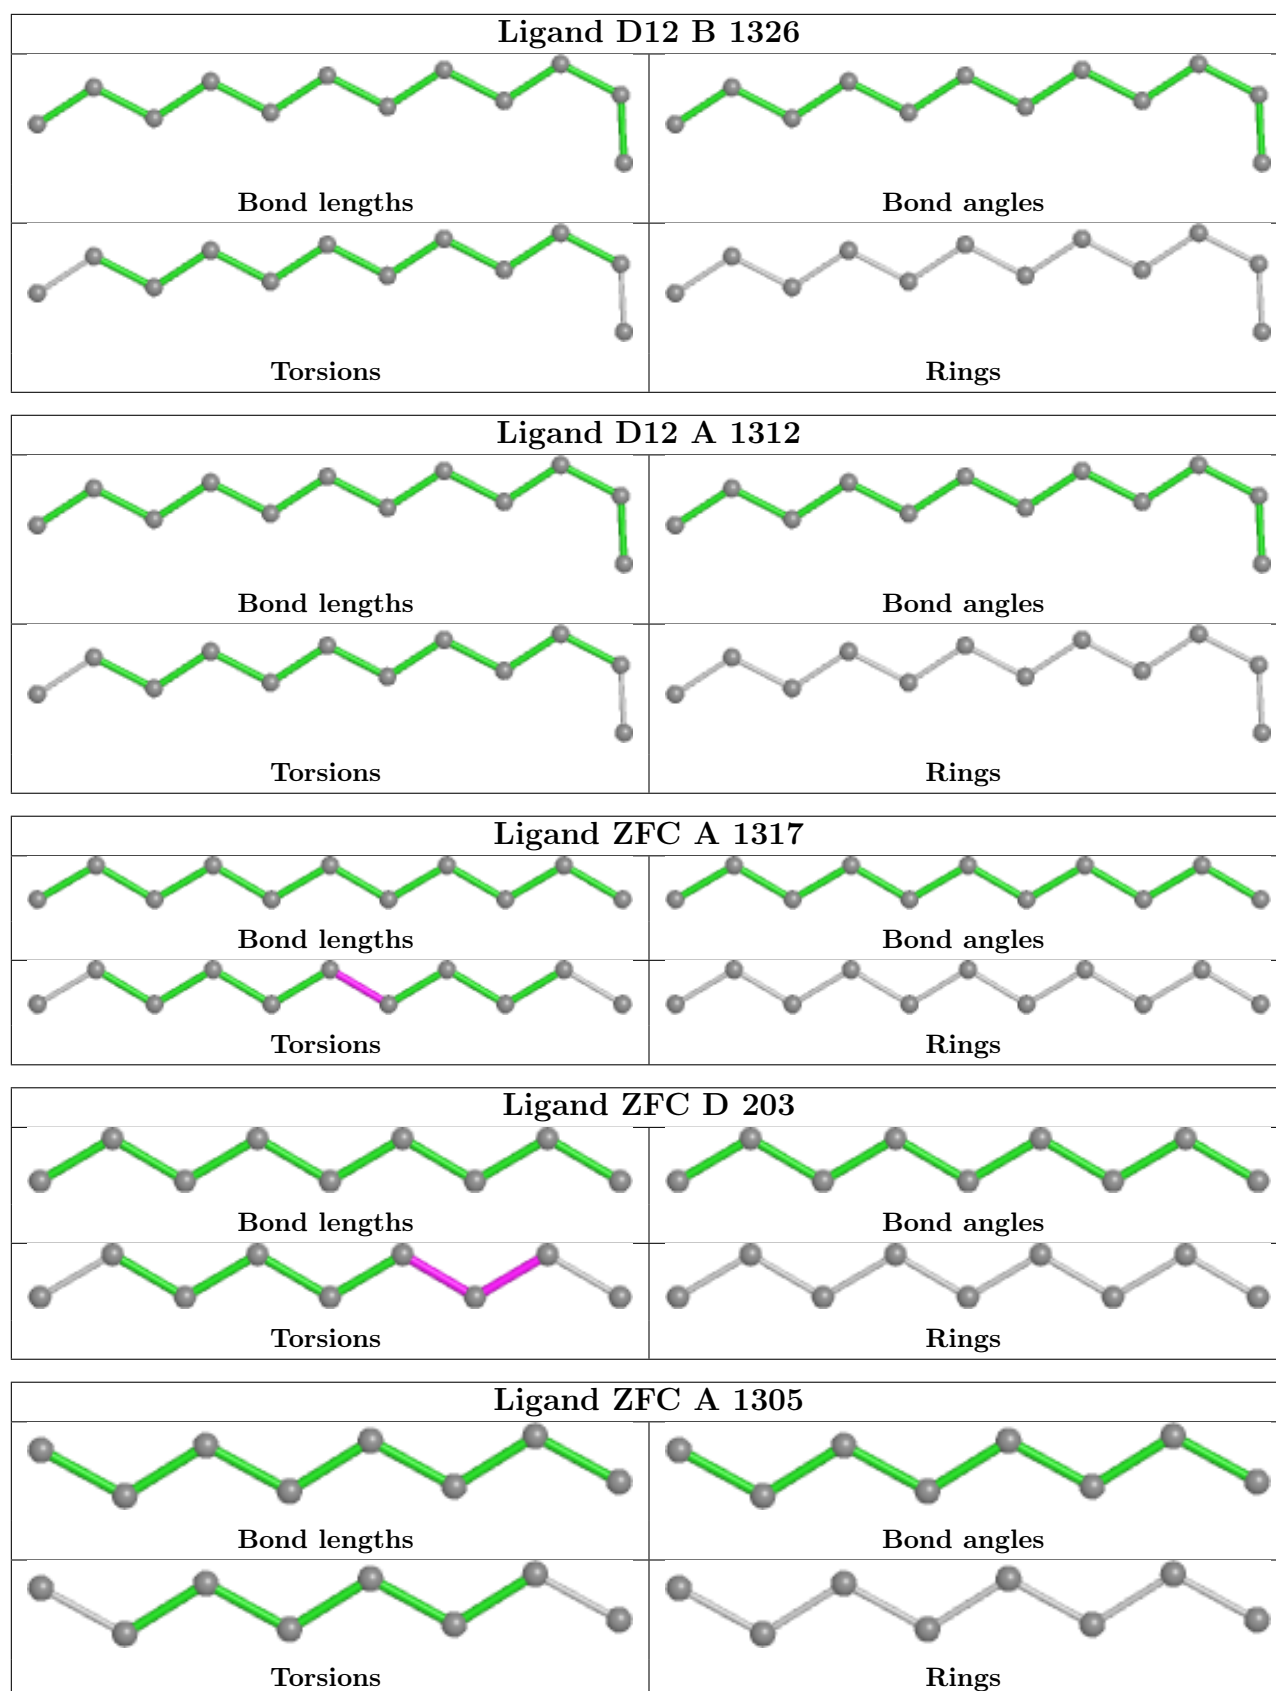 Ligand D12 B 1326
Bond lengths
Bond angles
Torsions
Rings
Ligand D12 A 1312
Bond lengths
Bond angles
Torsions
Rings
Ligand ZFC A 1317
Bond lengths
Bond angles
Torsions
Rings
Ligand ZFC D 203
Bond lengths
Bond angles
Torsions
Rings
Ligand ZFC A 1305
Bond lengths
Bond angles
Torsions
Rings